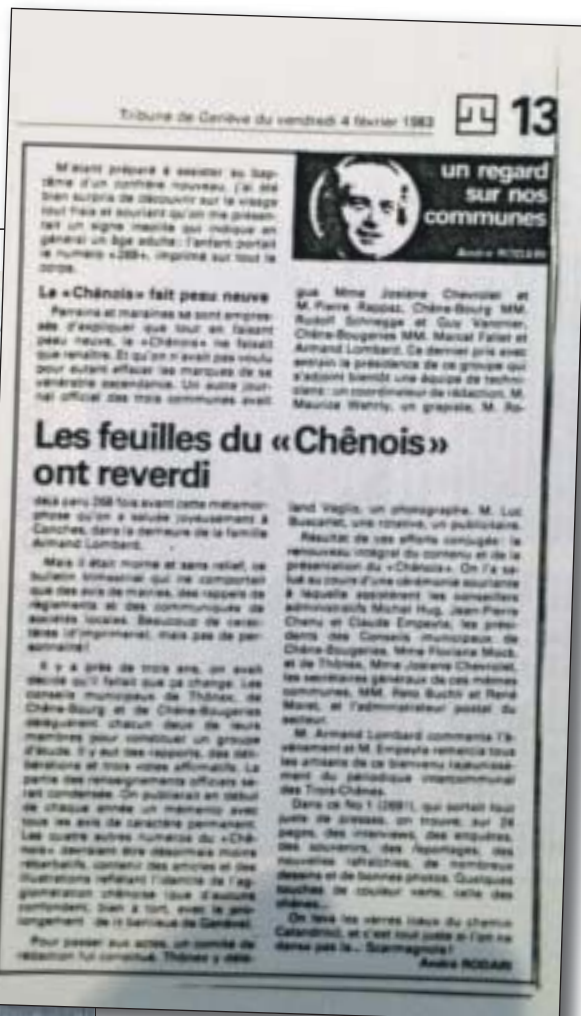 Tribune de Genève du vendredi 4 février 1983
13
un regard
sur nos
communes
André RODARI
M'étant préparé à assister au bap-
tême d'un confrère nouveau, j'ai été
bien surpris de découvrir sur le visage
tout frais et souriant qu'on me présen-
tait un signe insolite qui indique en
général un âge adulte: l'enfant portait
le numéro «269», imprimé sur tout le
corps.
Le «Chênois» fait peau neuve
Parrains et marraines se sont empres-
sés d'expliquer que tout en faisant
peau neuve, le «Chênois» ne faisait
que renaître. Et qu'on n'avait pas voulu
pour autant effacer les marques de sa
vénérable ascendance. Un autre jour-
nal officiel des trois communes avait
gue Mme Josiane Chevrolet et
M. Pierre Rappaz, Chêne-Bourg MM.
Rudolf Schnegge et Guy
Chêne-Bougeries MM. Marcel Fallet et
Armand Lombard. Ce dernier prit avec
entrain la présidence de ce groupe qui
s'adjoint bientôt une équipe de techni-
ciens: un coordinateur de rédaction, M.
Maurice Wehrly, un graphiste, M. Ro-
Les feuilles du «Chênois»
ont reverdi
déjà paru 268 fois avant cette métamor-
phose qu'on a saluée joyeusement à
Conches, dans la demeure de la famille
Armand Lombard.
Mais il était morne et sans relief, ce
bulletin trimestriel qui ne comportait
que des avis de mairies, des rappels de
règlements et des communiqués de
sociétés locales. Beaucoup de carac-
tères (d'imprimerie), mais pas de per-
sonnalité!
Il y a près de trois ans, on avait
décidé qu'il fallait que ça change. Les
conseils municipaux de Thônex, de
Chêne-Bourg et de Chêne-Bougeries
déléguèrent chacun deux de leurs
membres pour constituer un groupe
d'étude. Il y eut des rapports, des déli-
bérations et trois votes affirmatifs. La
partie des renseignements officiels se-
rait condensée. On publierait en début
de chaque année un mémento avec
tous les avis de caractère permanent.
Les quatre autres numéros du «Chê-
nois» devraient être désormais moins
rébarbatifs, contenir des articles et des
illustrations reflétant l'identité de l'ag-
glomération chênoise (que d'aucuns
confondent, bien à tort, avec le pro-
longement de la banlieue de Genève).
Pour passer aux actes, un comité de
rédaction fut constitué. Thônex y délé-
land Vaglio, un photographe, M. Luc
Buscarlet, une rotative, un publicitaire.
Résultat de ces efforts conjugués: le
renouveau intégral du contenu et de la
présentation du «Chênois». On l'a sa-
lué au cours d'une cérémonie souriante
à laquelle assistèrent les conseillers
administratifs Michel Hug, Jean-Pierre
Chenu et Claude Empeyta, les prési-
dents des Conseils municipaux de
Chêne-Bougeries, Mme
et de Thônex, Mme Josiane Chevrolet,
les secrétaires généraux de ces mêmes
communes, MM. Reto Buchli et René
Moret, et l'administrateur postal du
secteur.
M. Armand Lombard commenta l'é-
vénement et M. Empeyta remercia tous
les artisans de ce bienvenu rajeunisse-
ment du périodique intercommunal
des Trois-Chênes.
Dans ce No 1 (269!), qui sortait tout
juste de presses, on trouve, sur 24
pages, des interviews, des enquêtes,
des souvenirs, des reportages, des
nouvelles rafraîchies, de nombreux
dessins et de bonnes photos. Quelques
touches de couleur verte, celle des
chênes.
On leva les verres (ceux du chemin
Calandrini), et c'est tout juste si l'on ne
dansa pas la... Scarmagnole!
André RODARI